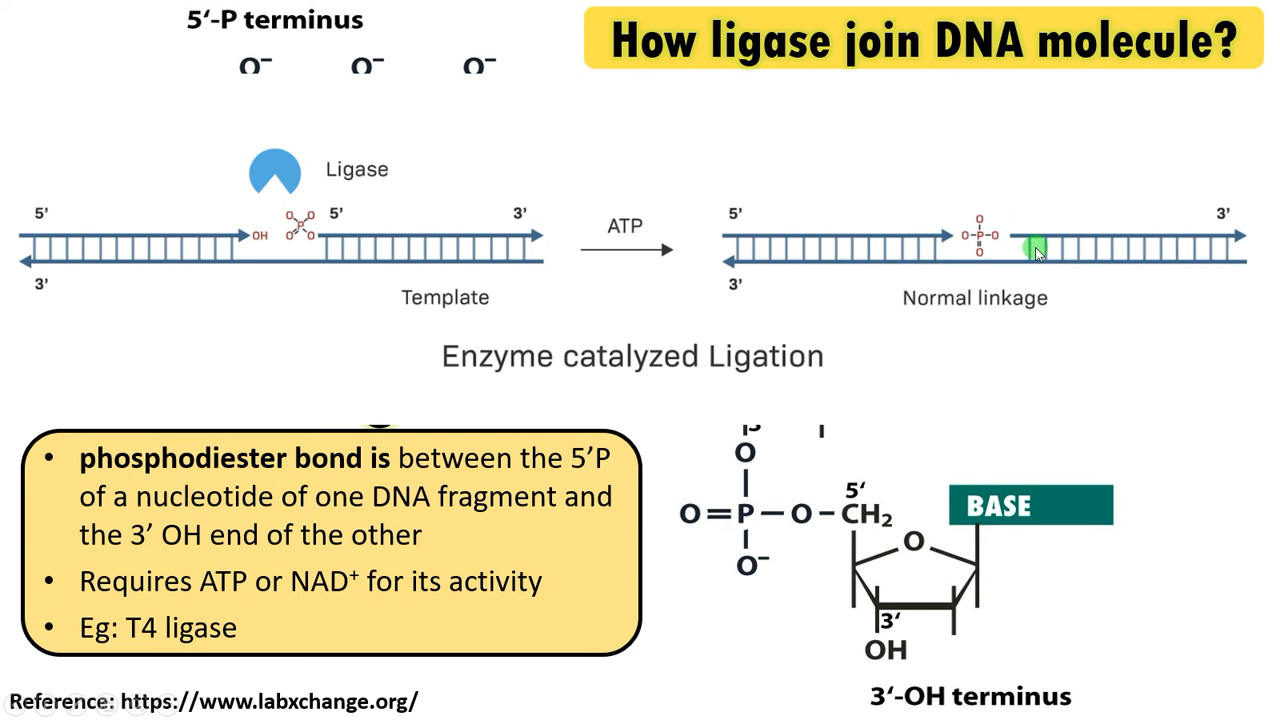 5‘-P terminus
How ligase join DNA molecule?
O⁻ O⁻ O⁻
Ligase
5’ 5’ 3’
OH
O O
P
O O
3’
Template
ATP
5’ 3’
O
O-P-O
O
3’
Normal linkage
Enzyme catalyzed Ligation
• phosphodiester bond is between the 5’P
of a nucleotide of one DNA fragment and
the 3’ OH end of the other
• Requires ATP or NAD⁺ for its activity
• Eg: T4 ligase
O
5‘
O=P–O–CH₂
O⁻
BASE
O
3‘
OH
3‘-OH terminus
Reference: https://www.labxchange.org/